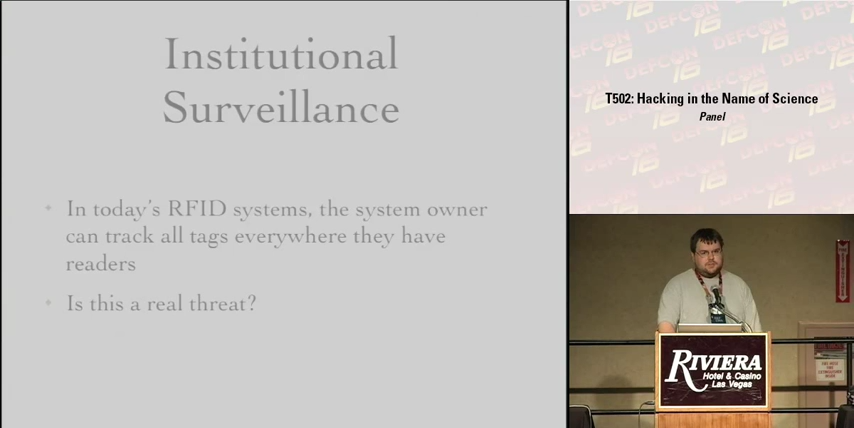 Institutional
Surveillance
In today's RFID systems, the system owner
can track all tags everywhere they have
readers
Is this a real threat?
DEFCON 16
T502: Hacking in the Name of Science
Panel
RIVIERA
Hotel & Casino
Las Vegas